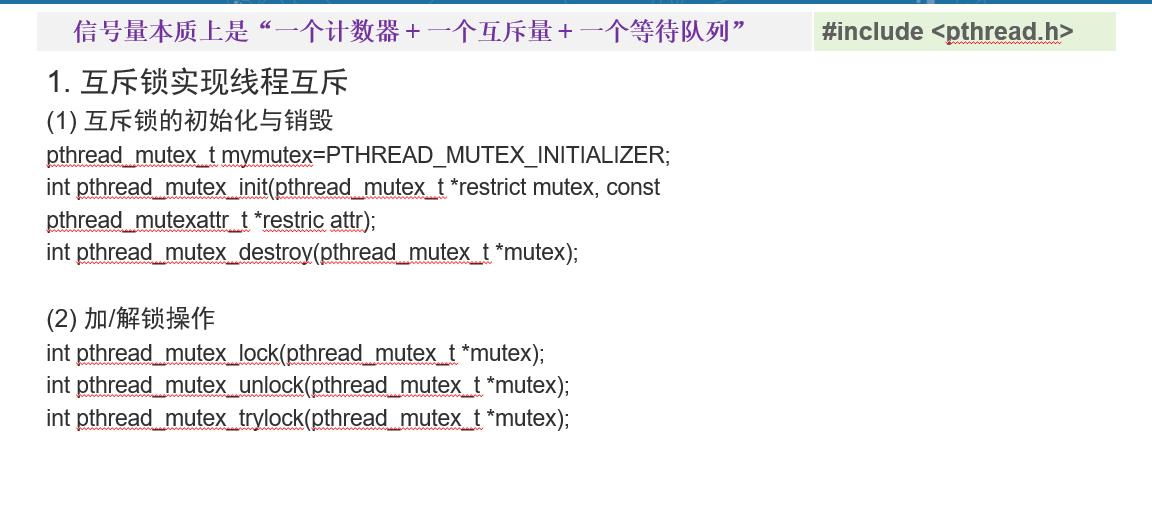 信号量本质上是“一个计数器 + 一个互斥量 + 一个等待队列”
#include <pthread.h>
1. 互斥锁实现线程互斥
(1) 互斥锁的初始化与销毁
pthread_mutex_t mymutex=PTHREAD_MUTEX_INITIALIZER;
int pthread_mutex_init(pthread_mutex_t *restrict mutex, const
pthread_mutexattr_t *restric attr);
int pthread_mutex_destroy(pthread_mutex_t *mutex);
(2) 加/解锁操作
int pthread_mutex_lock(pthread_mutex_t *mutex);
int pthread_mutex_unlock(pthread_mutex_t *mutex);
int pthread_mutex_trylock(pthread_mutex_t *mutex);